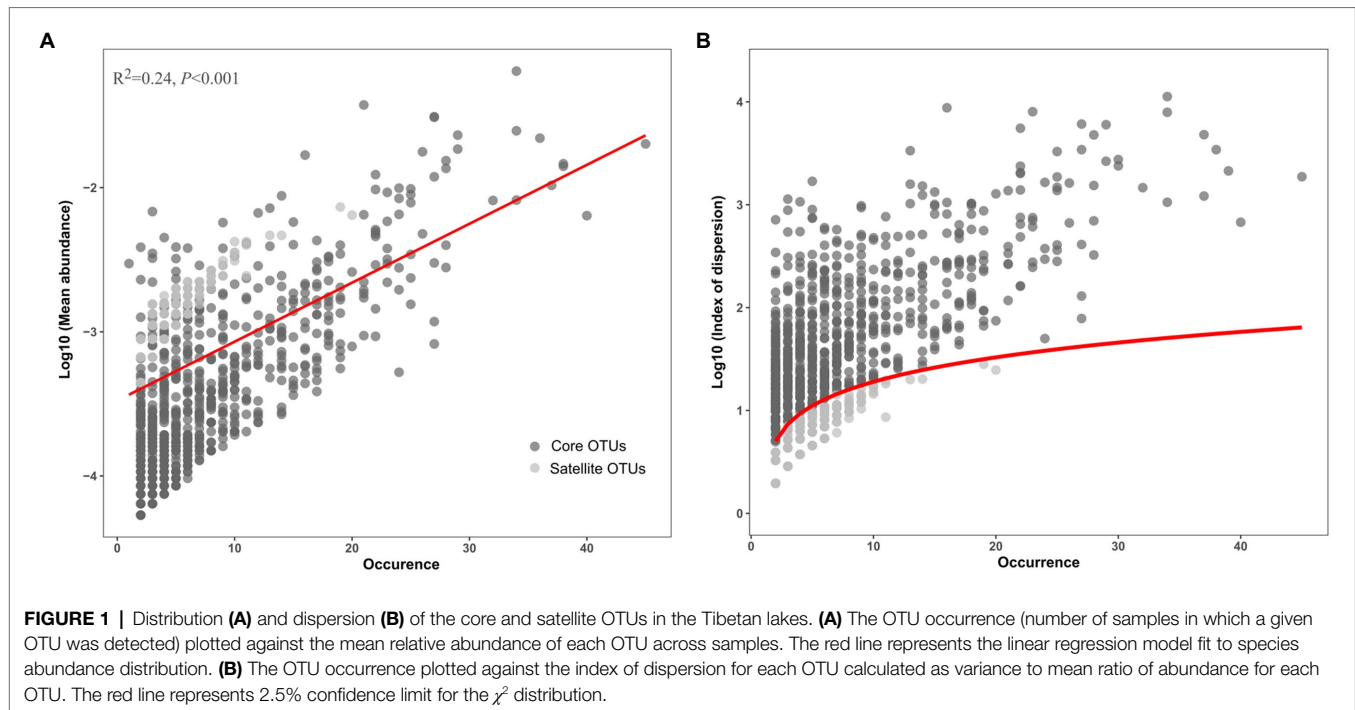 A
R2=0.24, P<0.001
Log10 (Mean abundance)
−2
−3
−4
Core OTUs
Satellite OTUs
0
10
20
30
40
Occurence
B
Log10 (Index of dispersion)
4
3
2
1
0
0
10
20
30
40
Occurrence
FIGURE 1 | Distribution (A) and dispersion (B) of the core and satellite OTUs in the Tibetan lakes. (A) The OTU occurrence (number of samples in which a given
OTU was detected) plotted against the mean relative abundance of each OTU across samples. The red line represents the linear regression model fit to species
abundance distribution. (B) The OTU occurrence plotted against the index of dispersion for each OTU calculated as variance to mean ratio of abundance for each
OTU. The red line represents 2.5% confidence limit for the χ2 distribution.